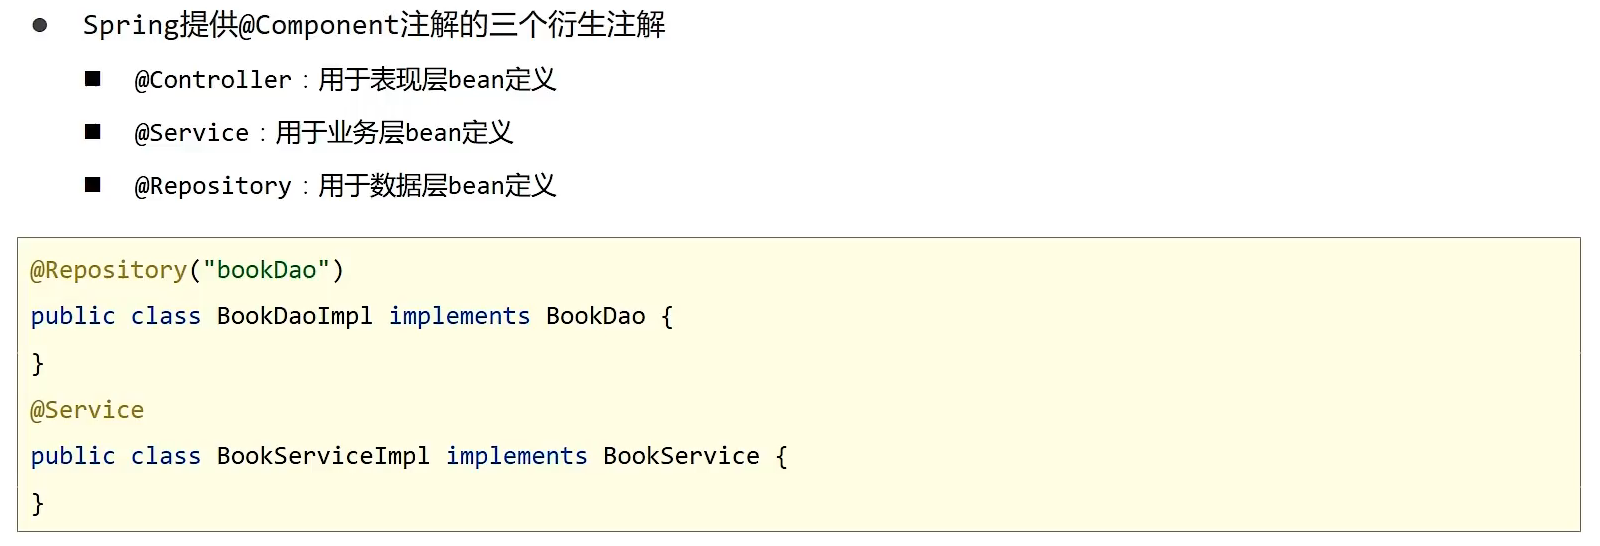 Spring提供@Component注解的三个衍生注解
@Controller：用于表现层bean定义
@Service：用于业务层bean定义
@Repository：用于数据层bean定义
@Repository("bookDao")
public class BookDaoImpl implements BookDao {
}
@Service
public class BookServiceImpl implements BookService {
}